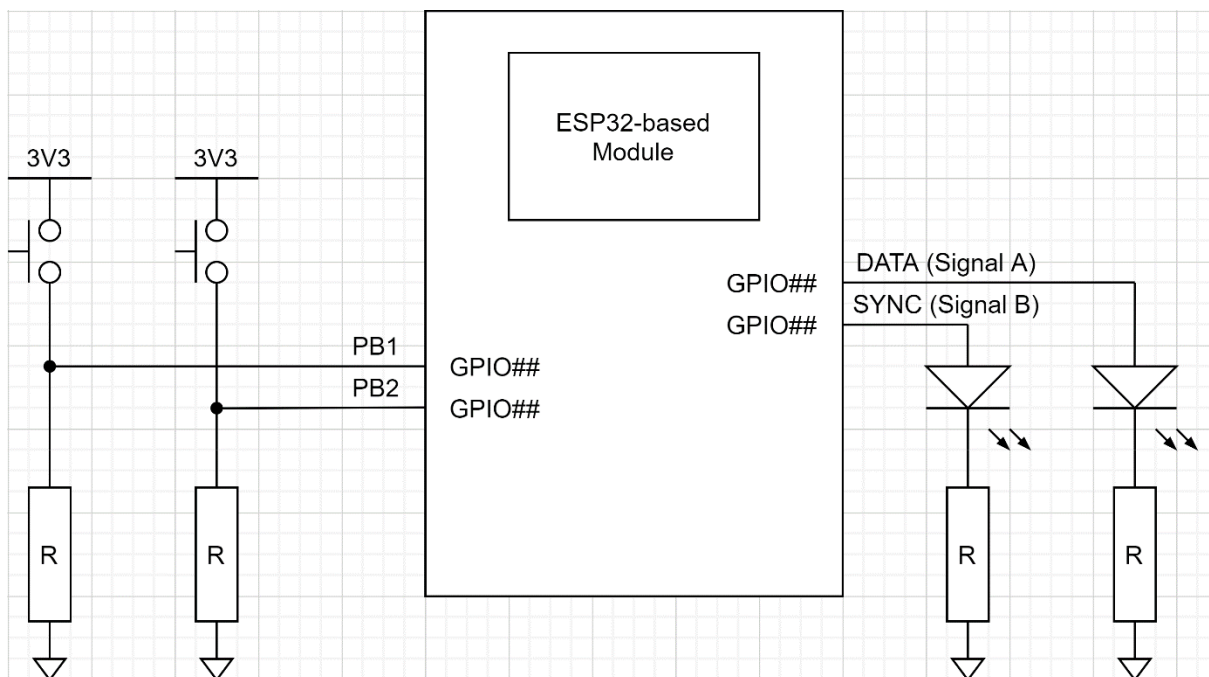 ESP32-based
Module
3V3
3V3
DATA (Signal A)
GPIO##
SYNC (Signal B)
GPIO##
PB1
GPIO##
PB2
GPIO##
R
R
R
R